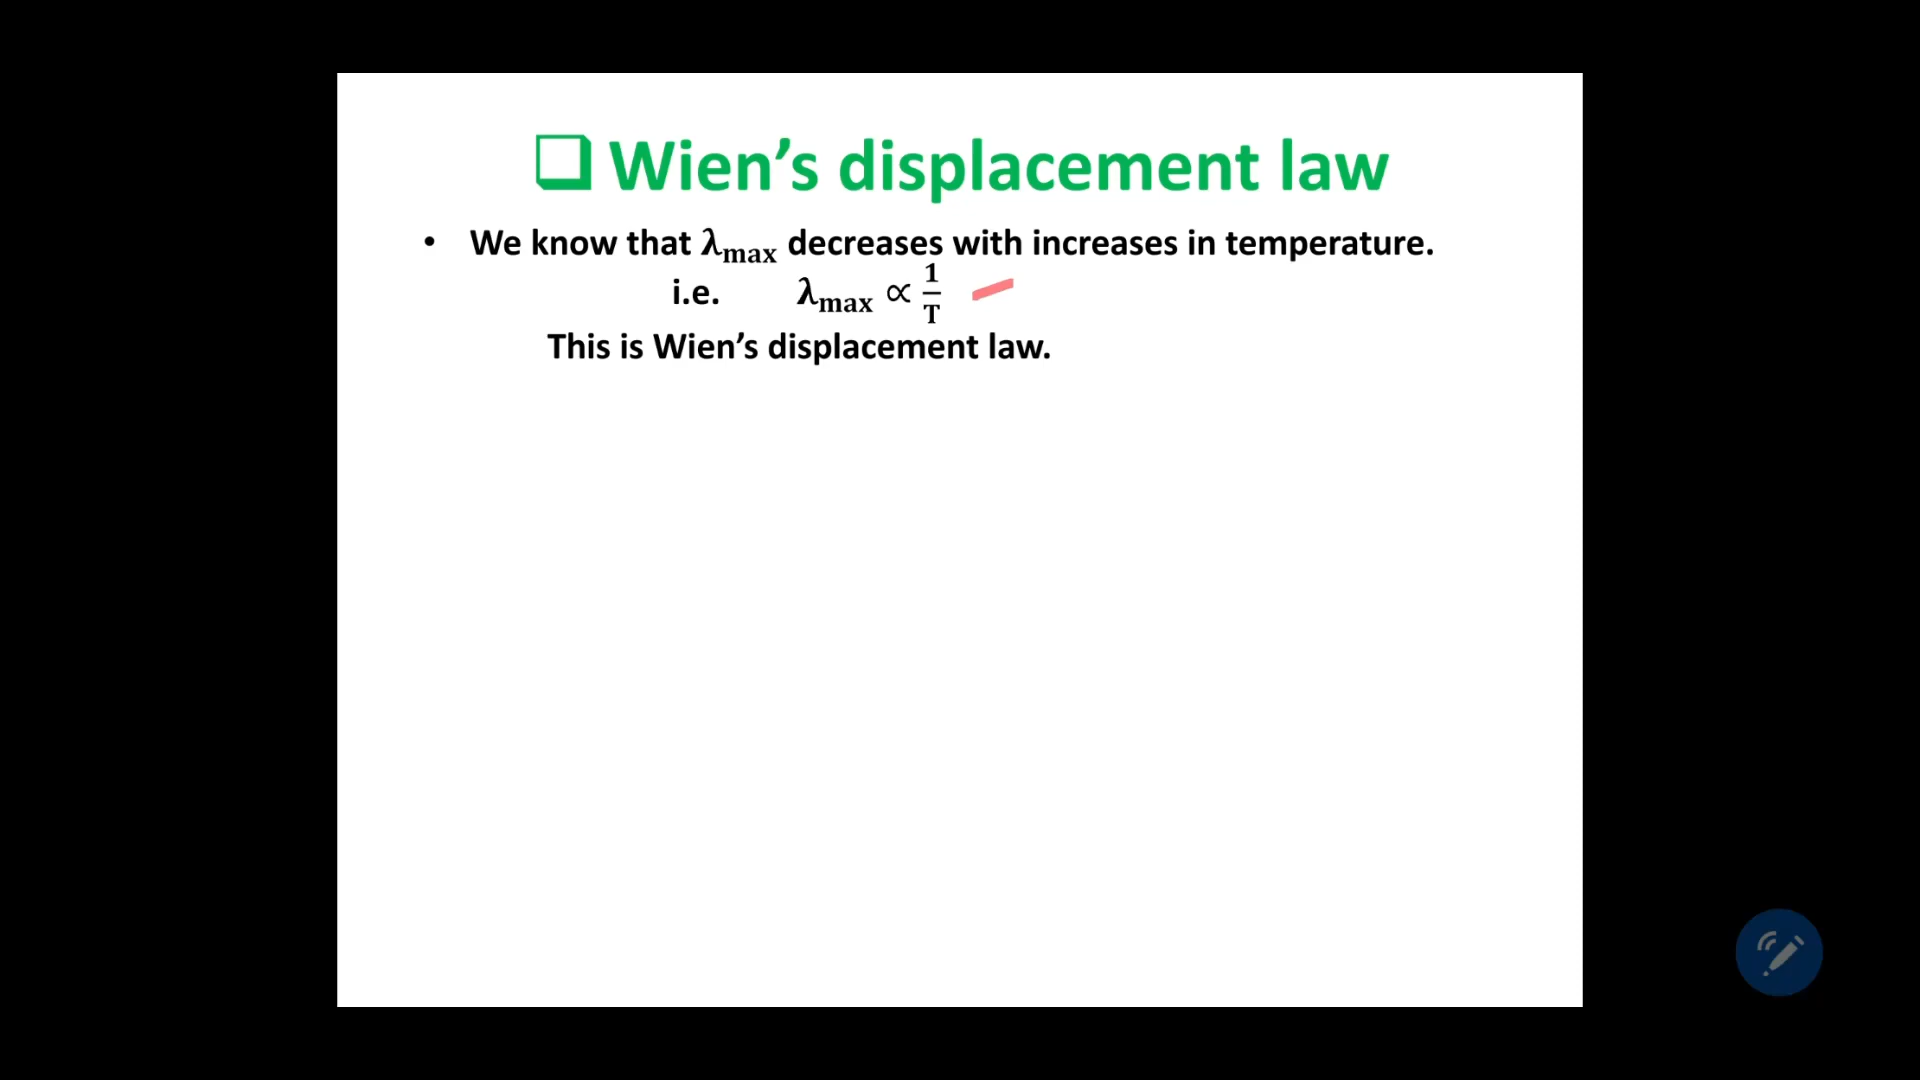 ❑ Wien’s displacement law
• We know that λmax decreases with increases in temperature.
i.e. λmax ∝ 1/T
This is Wien’s displacement law.